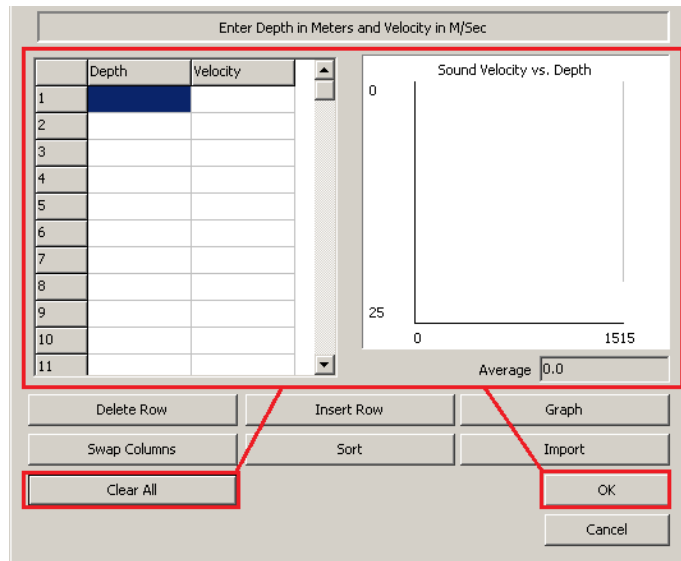 Enter Depth in Meters and Velocity in M/Sec
Depth Velocity
1
2
3
4
5
6
7
8
9
10
11
Sound Velocity vs. Depth
0
25
0 1515
Average 0.0
Delete Row Insert Row Graph
Swap Columns Sort Import
Clear All OK
Cancel